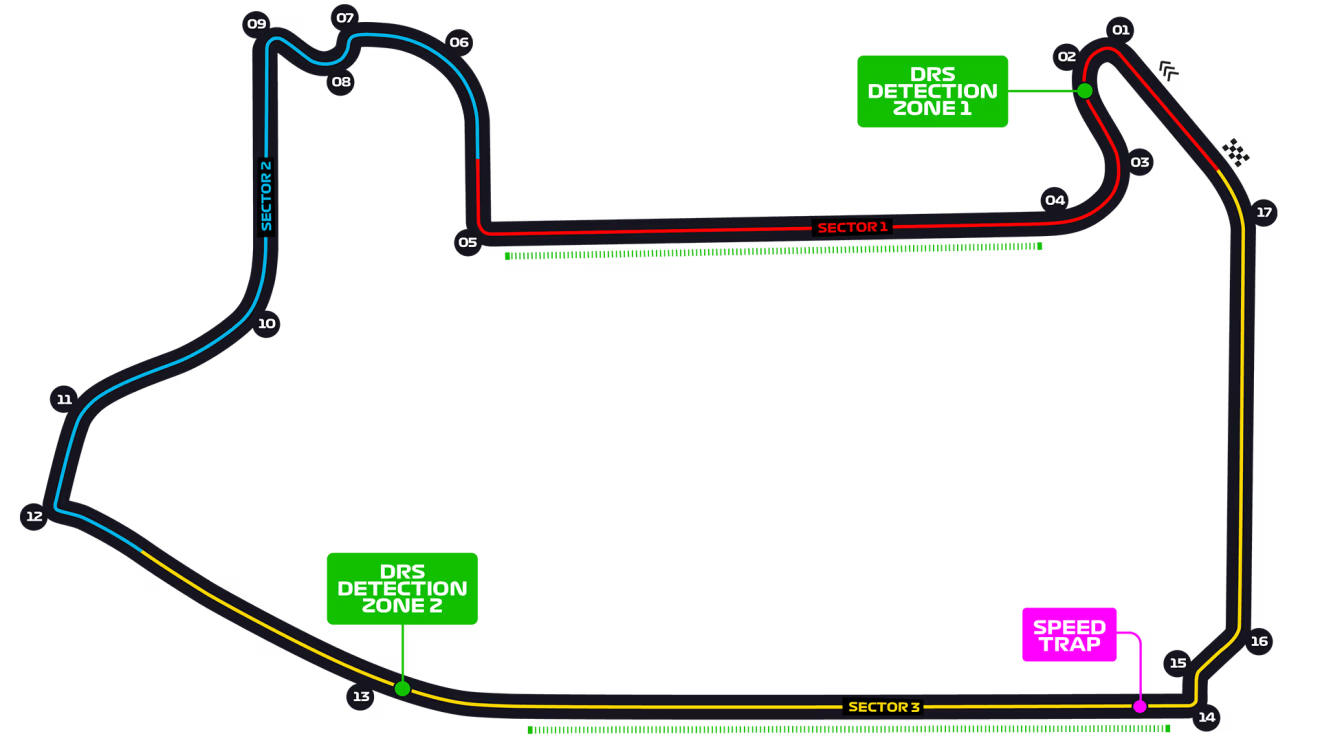 09
07
06
08
01
02
DRS
DETECTION
ZONE 1
03
04
SECTOR 2
SECTOR 1
05
17
10
11
12
DRS
DETECTION
ZONE 2
SPEED
TRAP
16
15
13
SECTOR 3
14